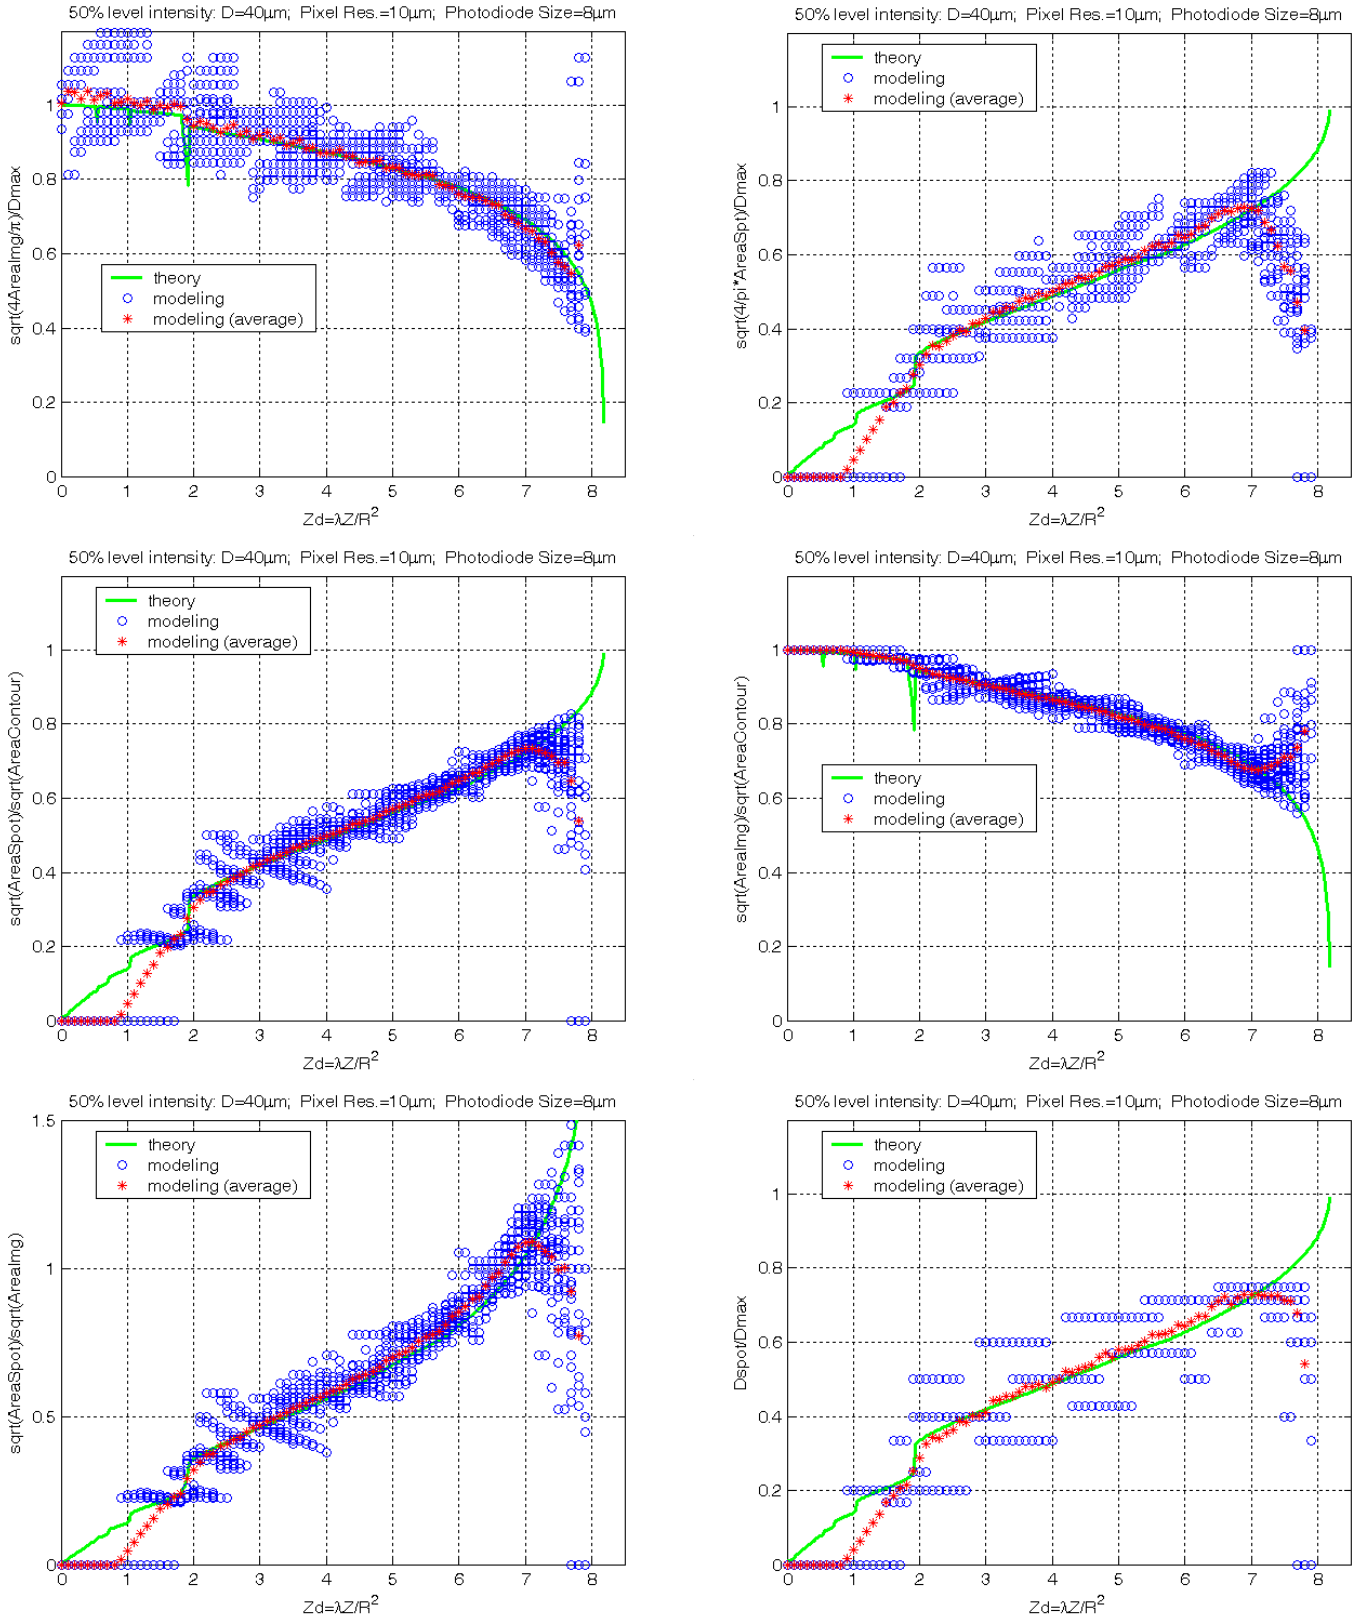 50% level intensity: D=40μm; Pixel Res.=10μm; Photodiode Size=8μm
sqrt(4AreaImg/π)/Dmax
1
0.8
0.6
0.4
0.2
0
theory
modeling
modeling (average)
0 1 2 3 4 5 6 7 8
Zd=λZ/R²
50% level intensity: D=40μm; Pixel Res.=10μm; Photodiode Size=8μm
sqrt(4/pi*AreaSpt)/Dmax
theory
modeling
modeling (average)
1
0.8
0.6
0.4
0.2
0
0 1 2 3 4 5 6 7 8
Zd=λZ/R²
50% level intensity: D=40μm; Pixel Res.=10μm; Photodiode Size=8μm
sqrt(AreaSpot)/sqrt(AreaContour)
theory
modeling
modeling (average)
1
0.8
0.6
0.4
0.2
0
0 1 2 3 4 5 6 7 8
Zd=λZ/R²
50% level intensity: D=40μm; Pixel Res.=10μm; Photodiode Size=8μm
sqrt(AreaImg)/sqrt(AreaContour)
1
0.8
0.6
0.4
0.2
0
theory
modeling
modeling (average)
0 1 2 3 4 5 6 7 8
Zd=λZ/R²
50% level intensity: D=40μm; Pixel Res.=10μm; Photodiode Size=8μm
sqrt(AreaSpot)/sqrt(AreaImg)
theory
modeling
modeling (average)
1.5
1
0.5
0
0 1 2 3 4 5 6 7 8
Zd=λZ/R²
50% level intensity: D=40μm; Pixel Res.=10μm; Photodiode Size=8μm
Dspot/Dmax
theory
modeling
modeling (average)
1
0.8
0.6
0.4
0.2
0
0 1 2 3 4 5 6 7 8
Zd=λZ/R²